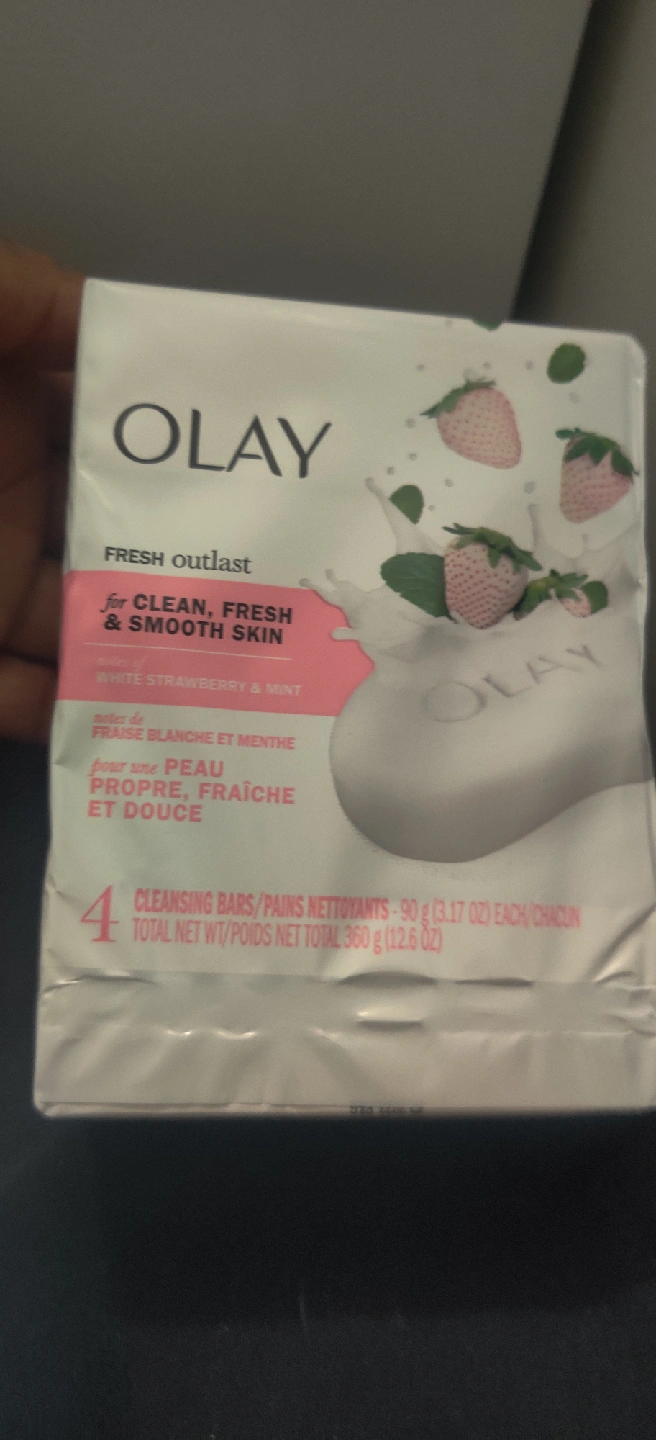 OLAY
FRESH outlast
for CLEAN, FRESH
& SMOOTH SKIN
notes of
WHITE STRAWBERRY & MINT
notes de
FRAISE BLANCHE ET MENTHE
pour une PEAU
PROPRE, FRAÎCHE
ET DOUCE
OLAY
4 CLEANSING BARS/PAINS NETTOYANTS - 90 g (3.17 OZ) EACH/CHACUN
TOTAL NET WT/POIDS NET TOTAL 360 g (12.6 OZ)